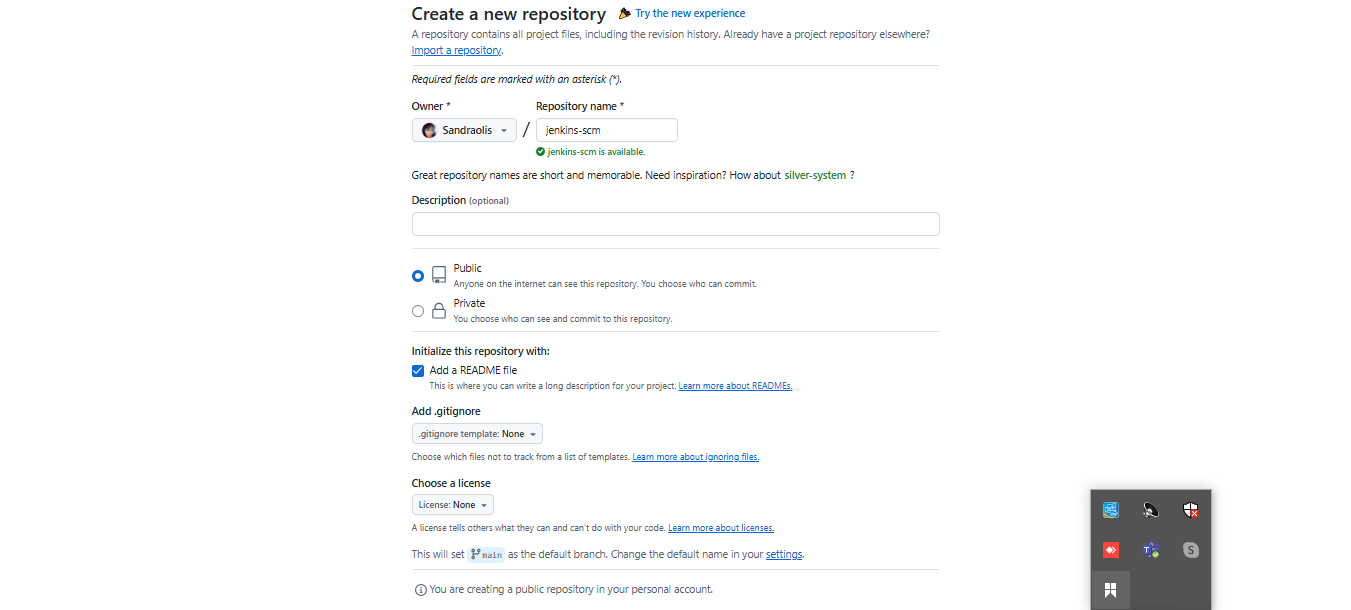 Create a new repository Try the new experience
A repository contains all project files, including the revision history. Already have a project repository elsewhere?
Import a repository.
Required fields are marked with an asterisk (*).
Owner * Repository name *
Sandraolis / jenkins-scm
jenkins-scm is available.
Great repository names are short and memorable. Need inspiration? How about silver-system ?
Description (optional)
Public
Anyone on the internet can see this repository. You choose who can commit.
Private
You choose who can see and commit to this repository.
Initialize this repository with:
Add a README file
This is where you can write a long description for your project. Learn more about READMEs.
Add .gitignore
.gitignore template: None
Choose which files not to track from a list of templates. Learn more about ignoring files.
Choose a license
License: None
A license tells others what they can and can't do with your code. Learn more about licenses.
This will set main as the default branch. Change the default name in your settings.
You are creating a public repository in your personal account.
T
S